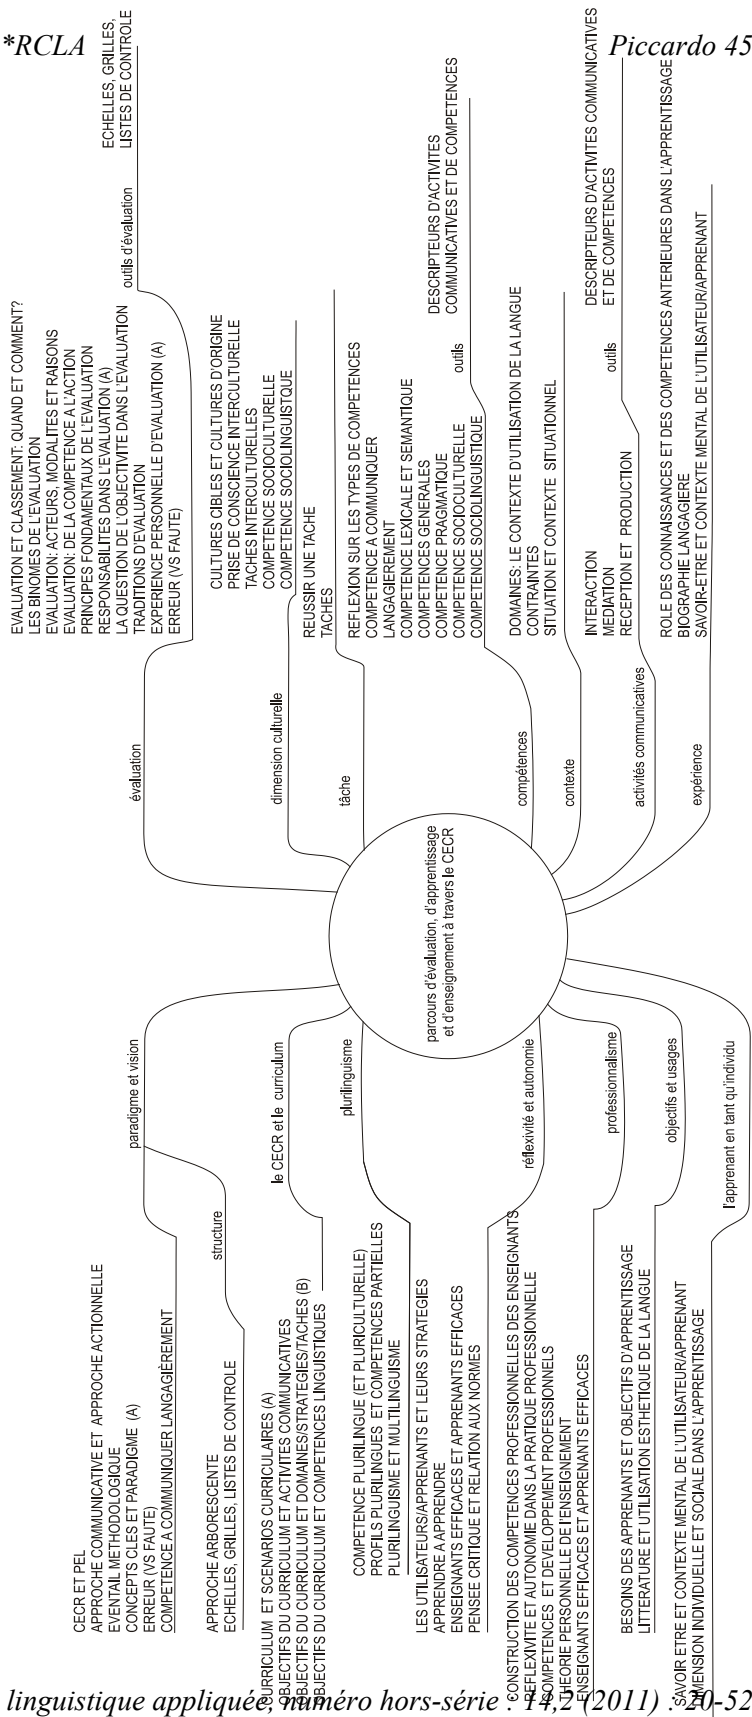 *RCLA
Piccardo 45
EVALUATION ET CLASSEMENT: QUAND ET COMMENT?
LES BINOMES DE L'EVALUATION
EVALUATION: ACTEURS, MODALITES ET RAISONS
EVALUATION: DE LA COMPETENCE A L'ACTION
PRINCIPES FONDAMENTAUX DE L'EVALUATION
RESPONSABILITES DANS L'EVALUATION (A)
LA QUESTION DE L'OBJECTIVITE DANS L'EVALUATION
TRADITIONS D'EVALUATION
EXPERIENCE PERSONNELLE D'EVALUATION (A)
ERREUR (VS FAUTE)
évaluation
outils d'évaluation
ECHELLES, GRILLES,
LISTES DE CONTROLE
CULTURES CIBLES ET CULTURES D'ORIGINE
PRISE DE CONSCIENCE INTERCULTURELLE
TACHES INTERCULTURELLES
COMPETENCE SOCIOCULTURELLE
COMPETENCE SOCIOLINGUISTQUE
dimension culturelle
REUSSIR UNE TACHE
TACHES
tâche
REFLEXION SUR LES TYPES DE COMPETENCES
COMPETENCE A COMMUNIQUER
LANGAGIEREMENT
COMPETENCE LEXICALE ET SEMANTIQUE
COMPETENCES GENERALES
COMPETENCE PRAGMATIQUE
COMPETENCE SOCIOCULTURELLE
COMPETENCE SOCIOLINGUISTIQUE
compétences
outils
DESCRIPTEURS D'ACTIVITES
COMMUNICATIVES ET DE COMPETENCES
DOMAINES: LE CONTEXTE D'UTILISATION DE LA LANGUE
CONTRAINTES
SITUATION ET CONTEXTE SITUATIONNEL
contexte
INTERACTION
MEDIATION
RECEPTION ET PRODUCTION
activités communicatives
outils
DESCRIPTEURS D'ACTIVITES COMMUNICATIVES
ET DE COMPETENCES
ROLE DES CONNAISSANCES ET DES COMPETENCES ANTERIEURES DANS L'APPRENTISSAGE
BIOGRAPHIE LANGAGIERE
SAVOIR-ETRE ET CONTEXTE MENTAL DE L'UTILISATEUR/APPRENANT
expérience
parcours d'évaluation, d'apprentissage
et d'enseignement à travers le CECR
paradigme et vision
CECR ET PEL
APPROCHE COMMUNICATIVE ET APPROCHE ACTIONNELLE
EVENTAIL METHODOLOGIQUE
CONCEPTS CLES ET PARADIGME (A)
ERREUR (VS FAUTE)
COMPETENCE A COMMUNIQUER LANGAGIEREMENT
structure
APPROCHE ARBORESCENTE
ECHELLES, GRILLES, LISTES DE CONTROLE
le CECR et le curriculum
CURRICULUM ET SCENARIOS CURRICULAIRES (A)
OBJECTIFS DU CURRICULUM ET ACTIVITES COMMUNICATIVES
OBJECTIFS DU CURRICULUM ET DOMAINES/STRATEGIES/TACHES (B)
OBJECTIFS DU CURRICULUM ET COMPETENCES LINGUISTIQUES
plurilinguisme
COMPETENCE PLURILINGUE (ET PLURICULTURELLE)
PROFILS PLURILINGUES ET COMPETENCES PARTIELLES
PLURILINGUISME ET MULTILINGUISME
réflexivité et autonomie
LES UTILISATEURS/APPRENANTS ET LEURS STRATEGIES
APPRENDRE A APPRENDRE
ENSEIGNANTS EFFICACES ET APPRENANTS EFFICACES
PENSEE CRITIQUE ET RELATION AUX NORMES
professionnalisme
CONSTRUCTION DES COMPETENCES PROFESSIONNELLES DES ENSEIGNANTS
REFLEXIVITE ET AUTONOMIE DANS LA PRATIQUE PROFESSIONNELLE
COMPETENCES ET DEVELOPPEMENT PROFESSIONNELS
THEORIE PERSONNELLE DE l'ENSEIGNEMENT
ENSEIGNANTS EFFICACES ET APPRENANTS EFFICACES
objectifs et usages
BESOINS DES APPRENANTS ET OBJECTIFS D'APPRENTISSAGE
LITTERATURE ET UTILISATION ESTHETIQUE DE LA LANGUE
l'apprenant en tant qu'individu
SAVOIR ETRE ET CONTEXTE MENTAL DE L'UTILISATEUR/APPRENANT
DIMENSION INDIVIDUELLE ET SOCIALE DANS L'APPRENTISSAGE
linguistique appliquée, numéro hors-série : 14,2 (2011) : 20-52